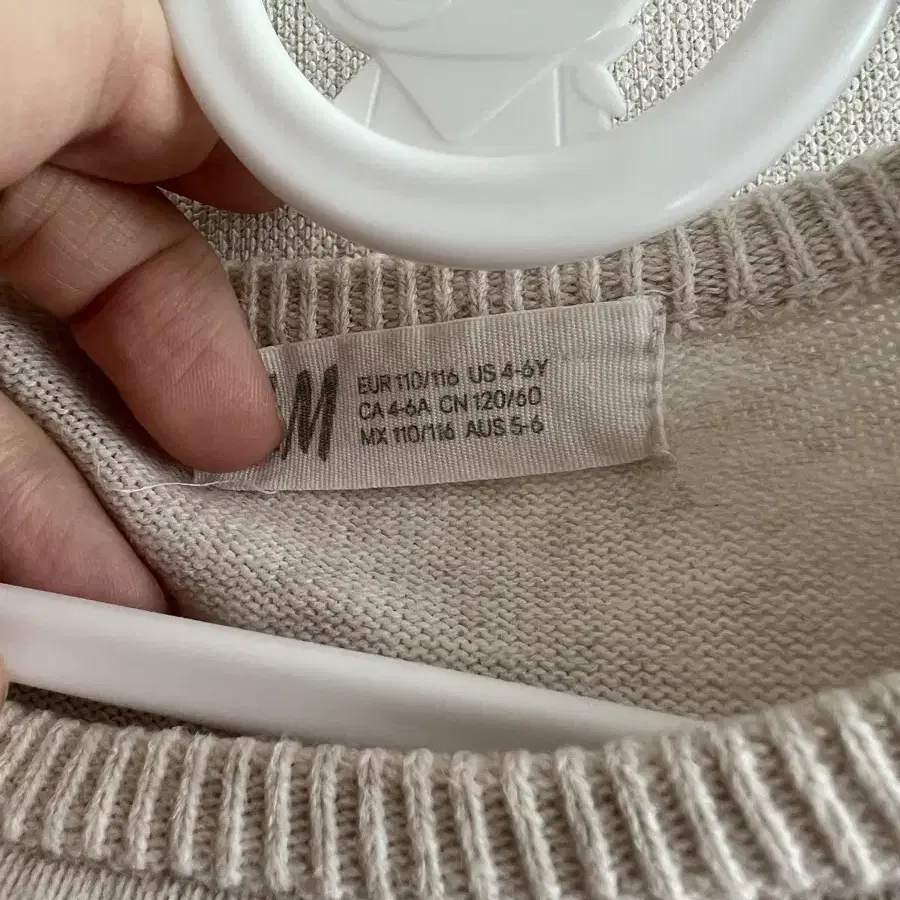 M
EUR 110/116 US 4-6Y
CA 4-6A CN 120/60
MX 110/116 AUS 5-6